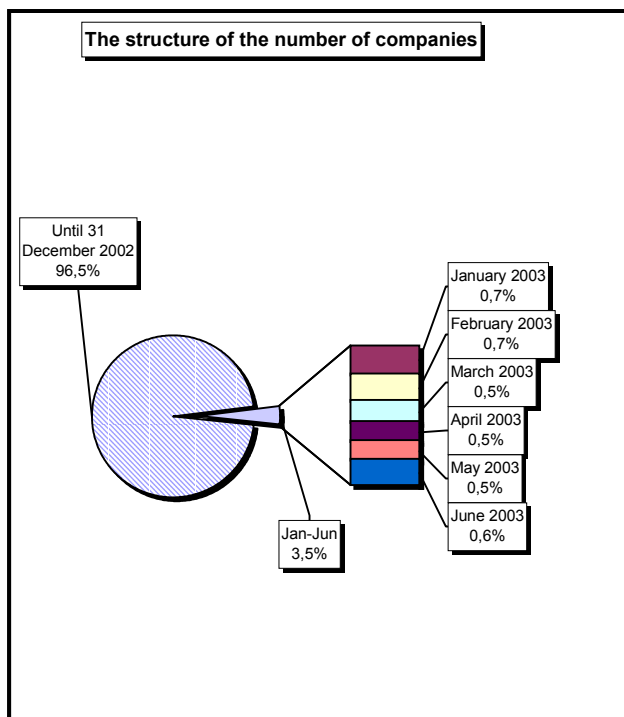 The structure of the number of companies
Until 31
December 2002
96,5%
January 2003
0,7%
February 2003
0,7%
March 2003
0,5%
April 2003
0,5%
May 2003
0,5%
June 2003
0,6%
Jan-Jun
3,5%